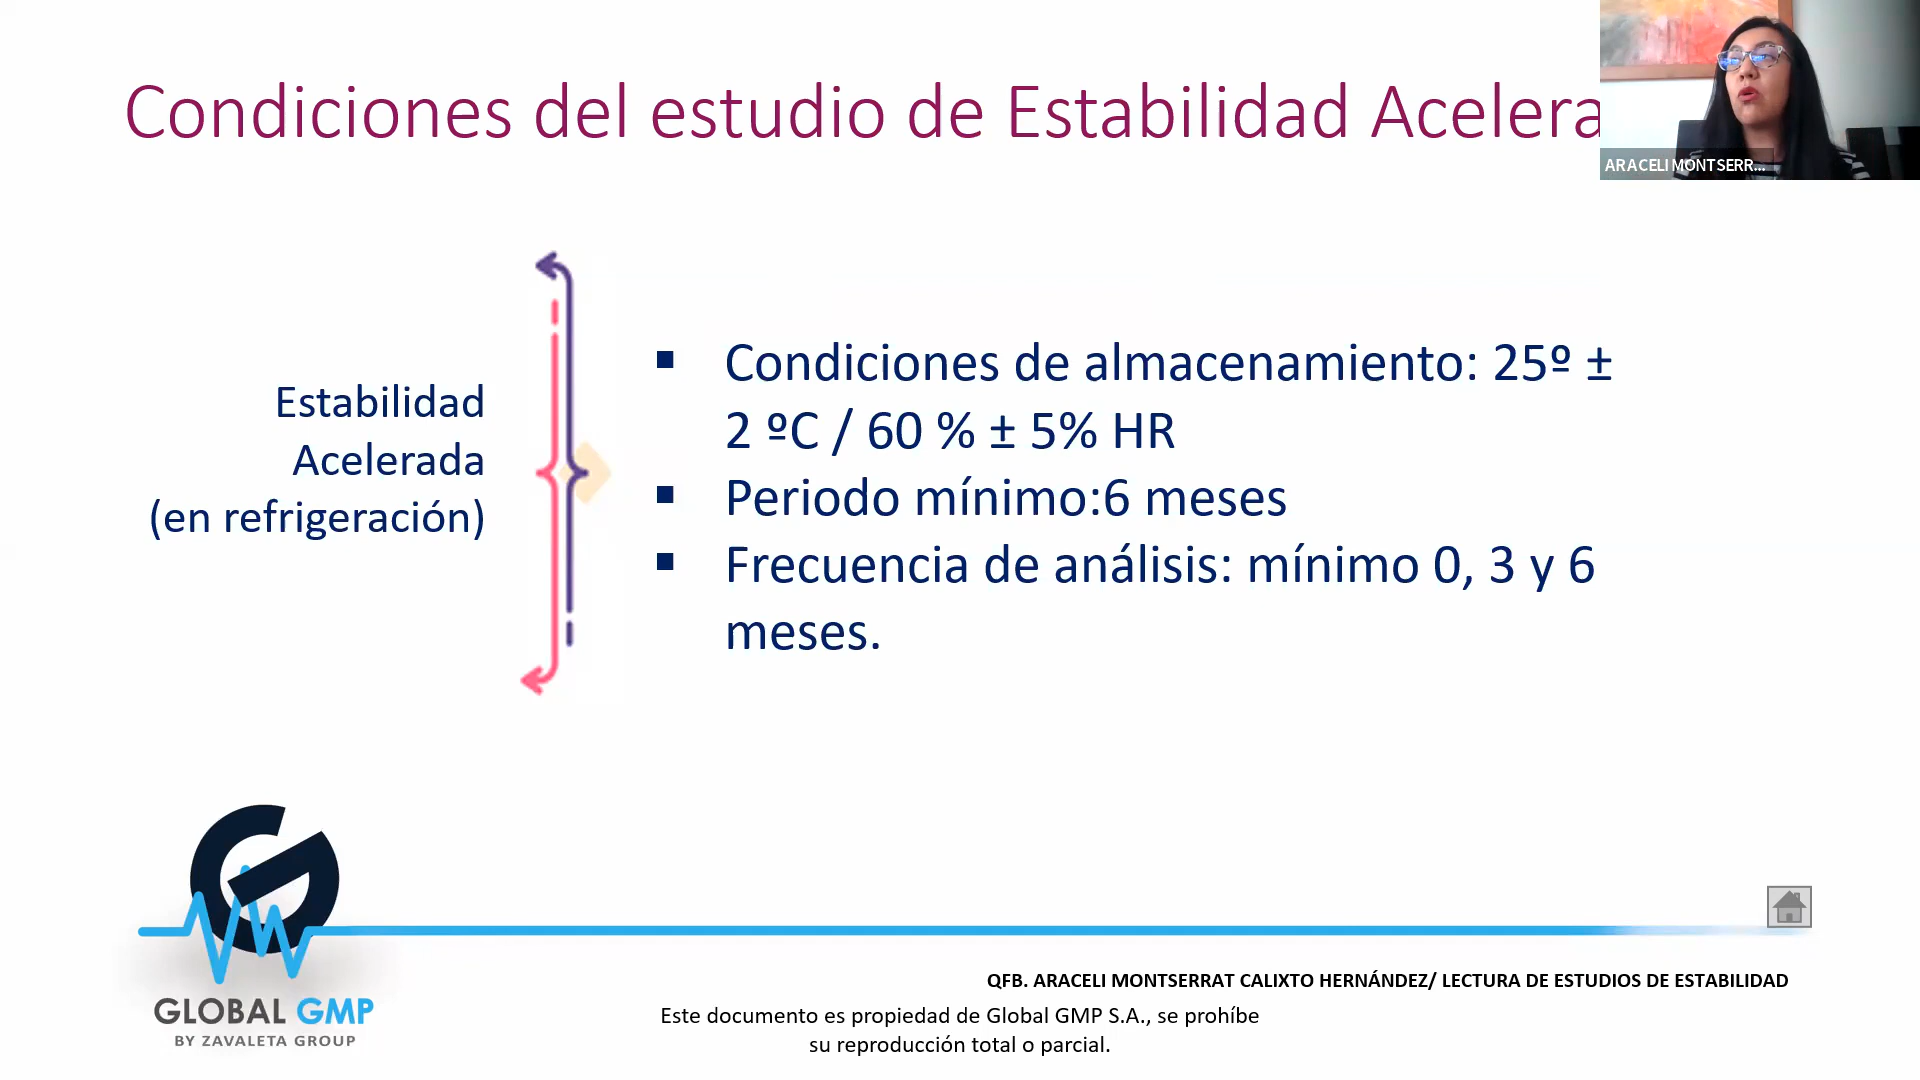 Condiciones del estudio de Estabilidad Acelera
ARACELI MONTSERR...
Estabilidad
Acelerada
(en refrigeración)
▪ Condiciones de almacenamiento: 25º ±
2 ºC / 60 % ± 5% HR
▪ Periodo mínimo:6 meses
▪ Frecuencia de análisis: mínimo 0, 3 y 6
meses.
GLOBAL GMP
BY ZAVALETA GROUP
QFB. ARACELI MONTSERRAT CALIXTO HERNÁNDEZ/ LECTURA DE ESTUDIOS DE ESTABILIDAD
Este documento es propiedad de Global GMP S.A., se prohíbe
su reproducción total o parcial.